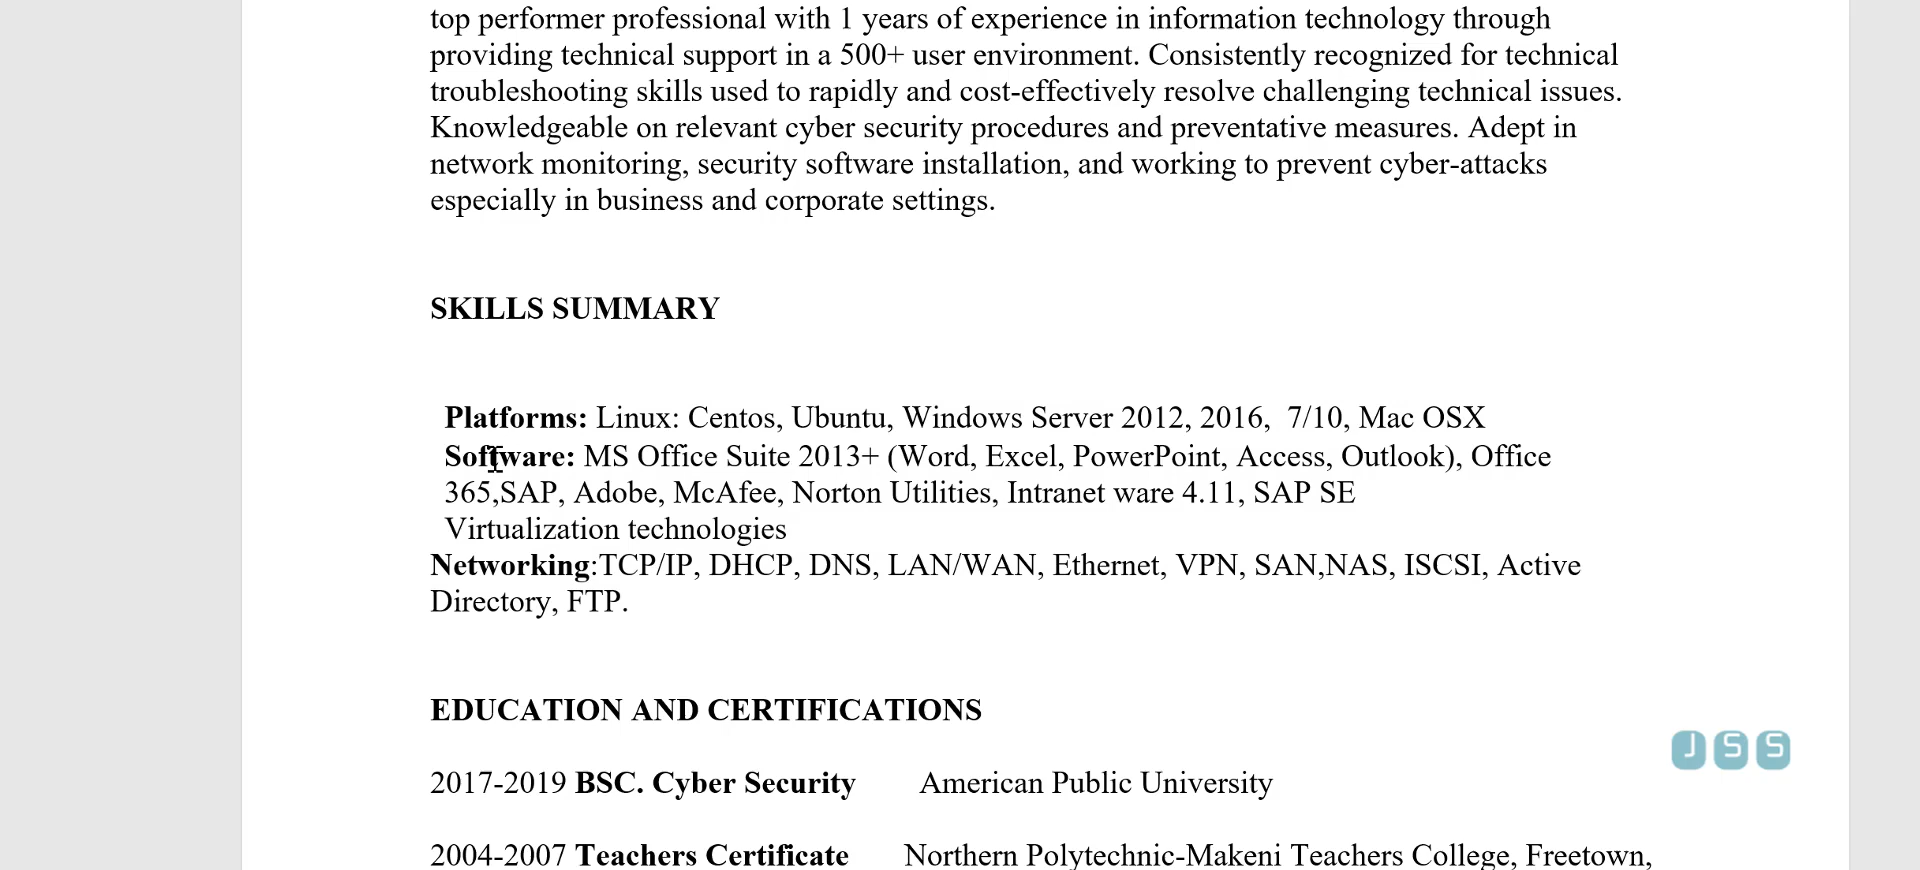 top performer professional with 1 years of experience in information technology through
providing technical support in a 500+ user environment. Consistently recognized for technical
troubleshooting skills used to rapidly and cost-effectively resolve challenging technical issues.
Knowledgeable on relevant cyber security procedures and preventative measures. Adept in
network monitoring, security software installation, and working to prevent cyber-attacks
especially in business and corporate settings.
SKILLS SUMMARY
Platforms: Linux: Centos, Ubuntu, Windows Server 2012, 2016,  7/10, Mac OSX
Software: MS Office Suite 2013+ (Word, Excel, PowerPoint, Access, Outlook), Office
365,SAP, Adobe, McAfee, Norton Utilities, Intranet ware 4.11, SAP SE
Virtualization technologies
Networking:TCP/IP, DHCP, DNS, LAN/WAN, Ethernet, VPN, SAN,NAS, ISCSI, Active
Directory, FTP.
EDUCATION AND CERTIFICATIONS
JSS
2017-2019 BSC. Cyber Security American Public University
2004-2007 Teachers Certificate Northern Polytechnic-Makeni Teachers College, Freetown,